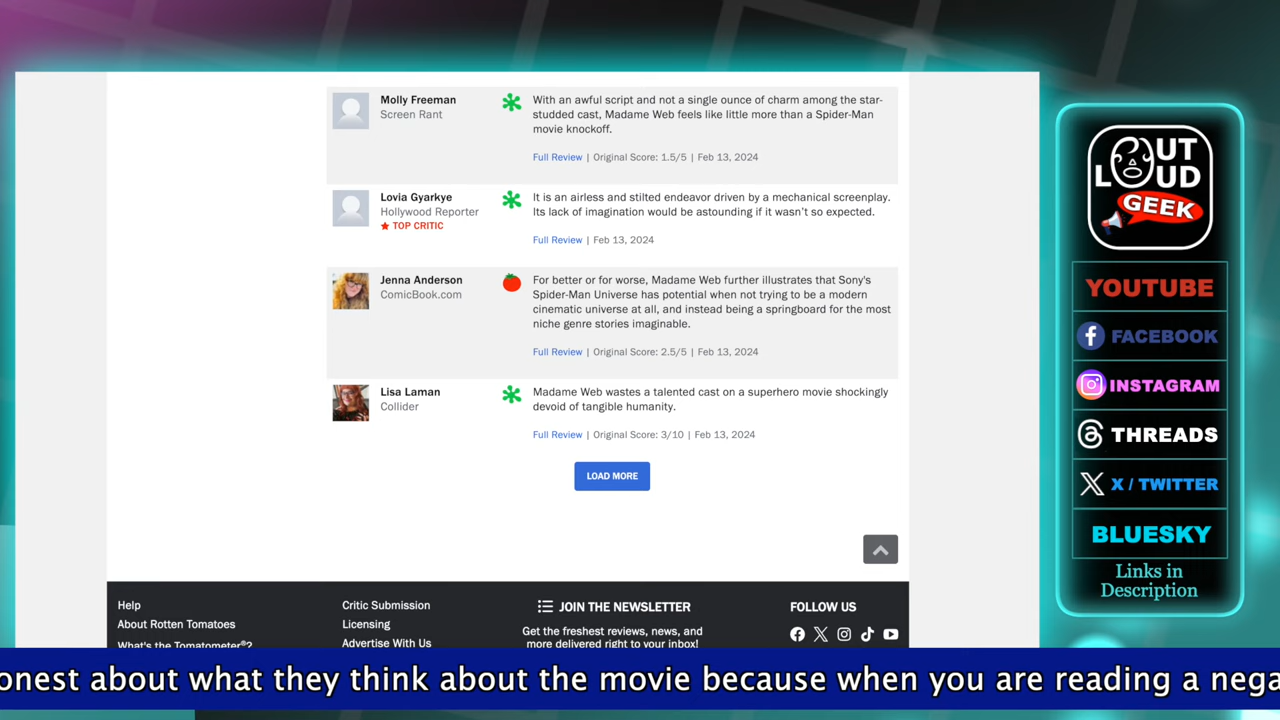 Molly Freeman
Screen Rant
With an awful script and not a single ounce of charm among the star-
studded cast, Madame Web feels like little more than a Spider-Man
movie knockoff.
Full Review | Original Score: 1.5/5 | Feb 13, 2024
Lovia Gyarkye
Hollywood Reporter
TOP CRITIC
It is an airless and stilted endeavor driven by a mechanical screenplay.
Its lack of imagination would be astounding if it wasn't so expected.
Full Review | Feb 13, 2024
Jenna Anderson
ComicBook.com
For better or for worse, Madame Web further illustrates that Sony's
Spider-Man Universe has potential when not trying to be a modern
cinematic universe at all, and instead being a springboard for the most
niche genre stories imaginable.
Full Review | Original Score: 2.5/5 | Feb 13, 2024
Lisa Laman
Collider
Madame Web wastes a talented cast on a superhero movie shockingly
devoid of tangible humanity.
Full Review | Original Score: 3/10 | Feb 13, 2024
LOAD MORE
Help
About Rotten Tomatoes
What's the Tomatometer®?
Critic Submission
Licensing
Advertise With Us
JOIN THE NEWSLETTER
Get the freshest reviews, news, and
more delivered right to your inbox!
FOLLOW US
OUT
LOUD
GEEK
YOUTUBE
FACEBOOK
INSTAGRAM
THREADS
X / TWITTER
BLUESKY
Links in
Description
onest about what they think about the movie because when you are reading a nega